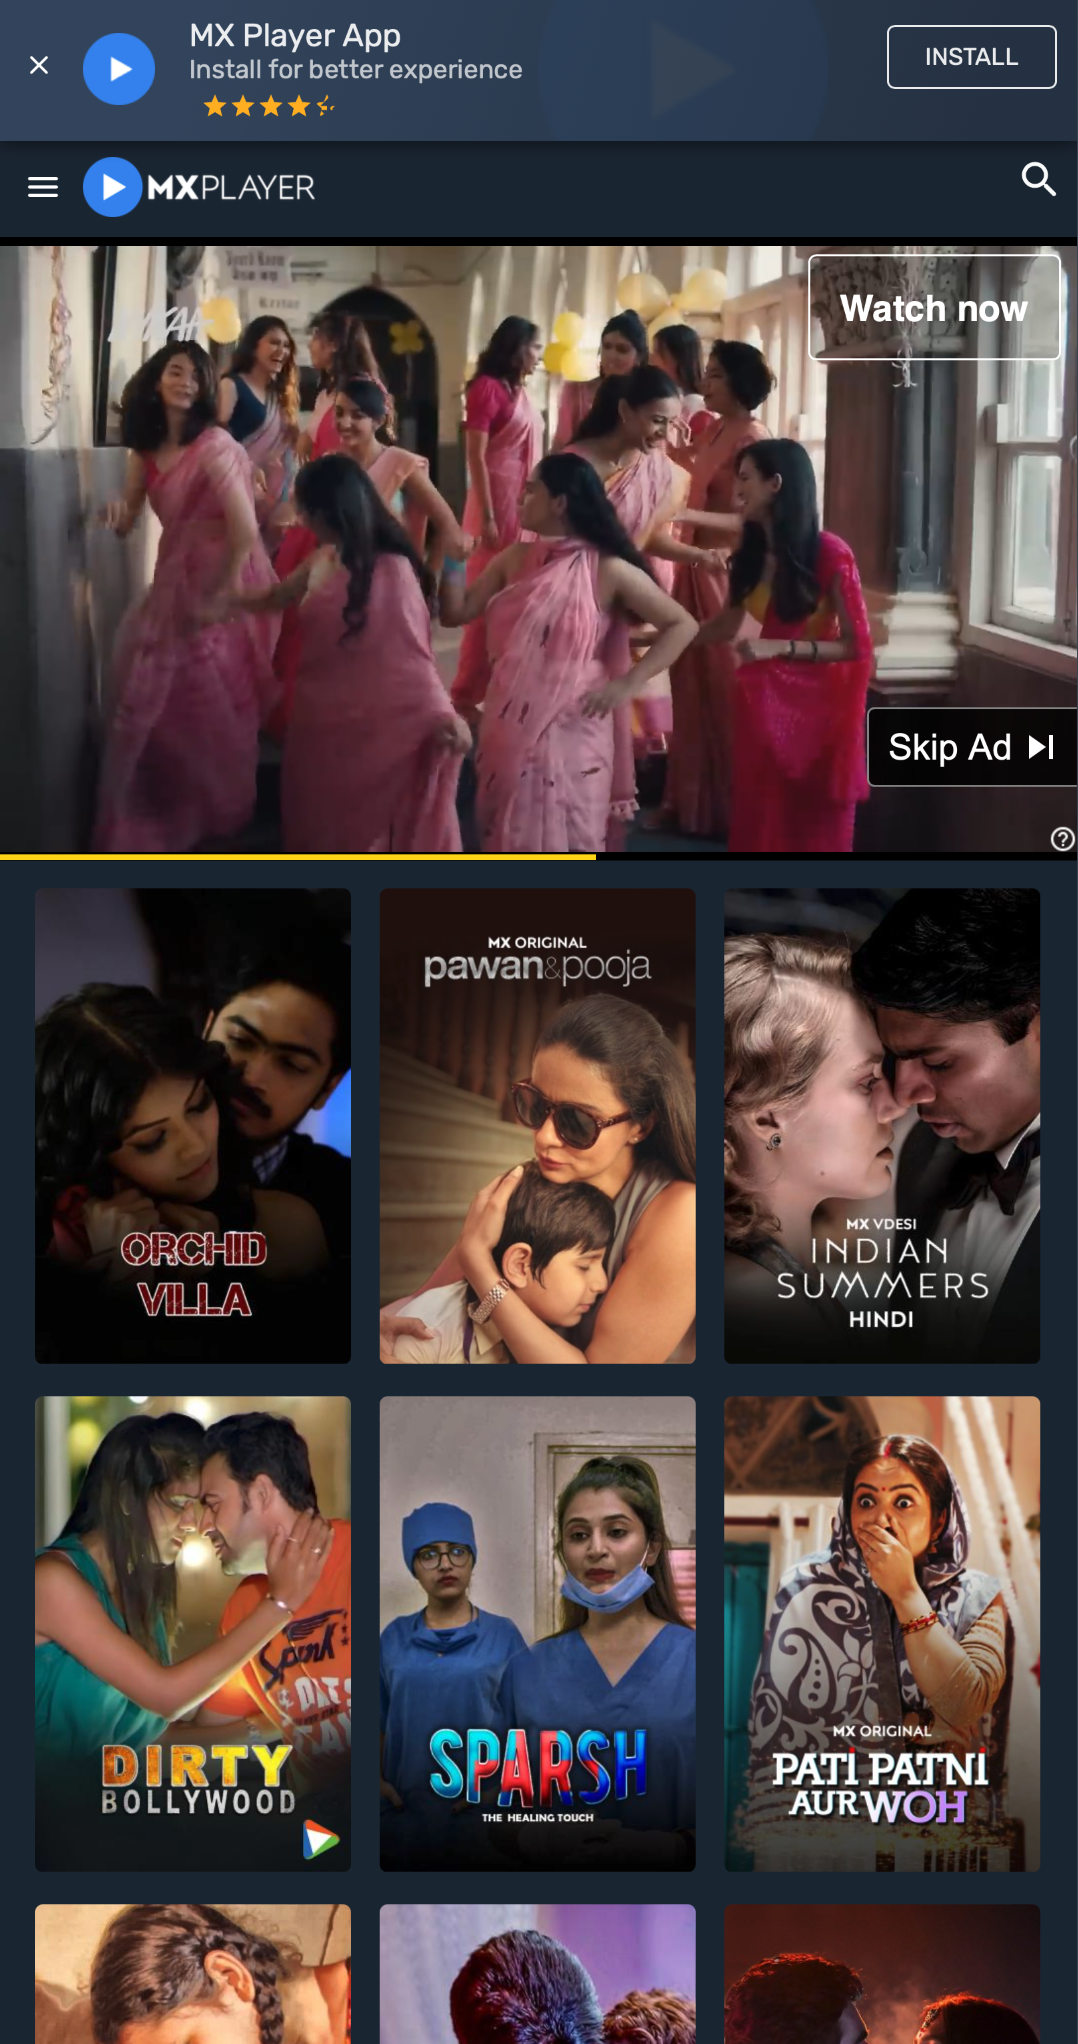 MX Player App
Install for better experience
INSTALL
MXPLAYER
Watch now
Skip Ad
MX ORIGINAL
pawan&pooja
ORCHID
VILLA
MX VDESI
INDIAN
SUMMERS
HINDI
DIRTY
BOLLYWOOD
SPARSH
THE HEALING TOUCH
MX ORIGINAL
PATI PATNI
AUR WOH